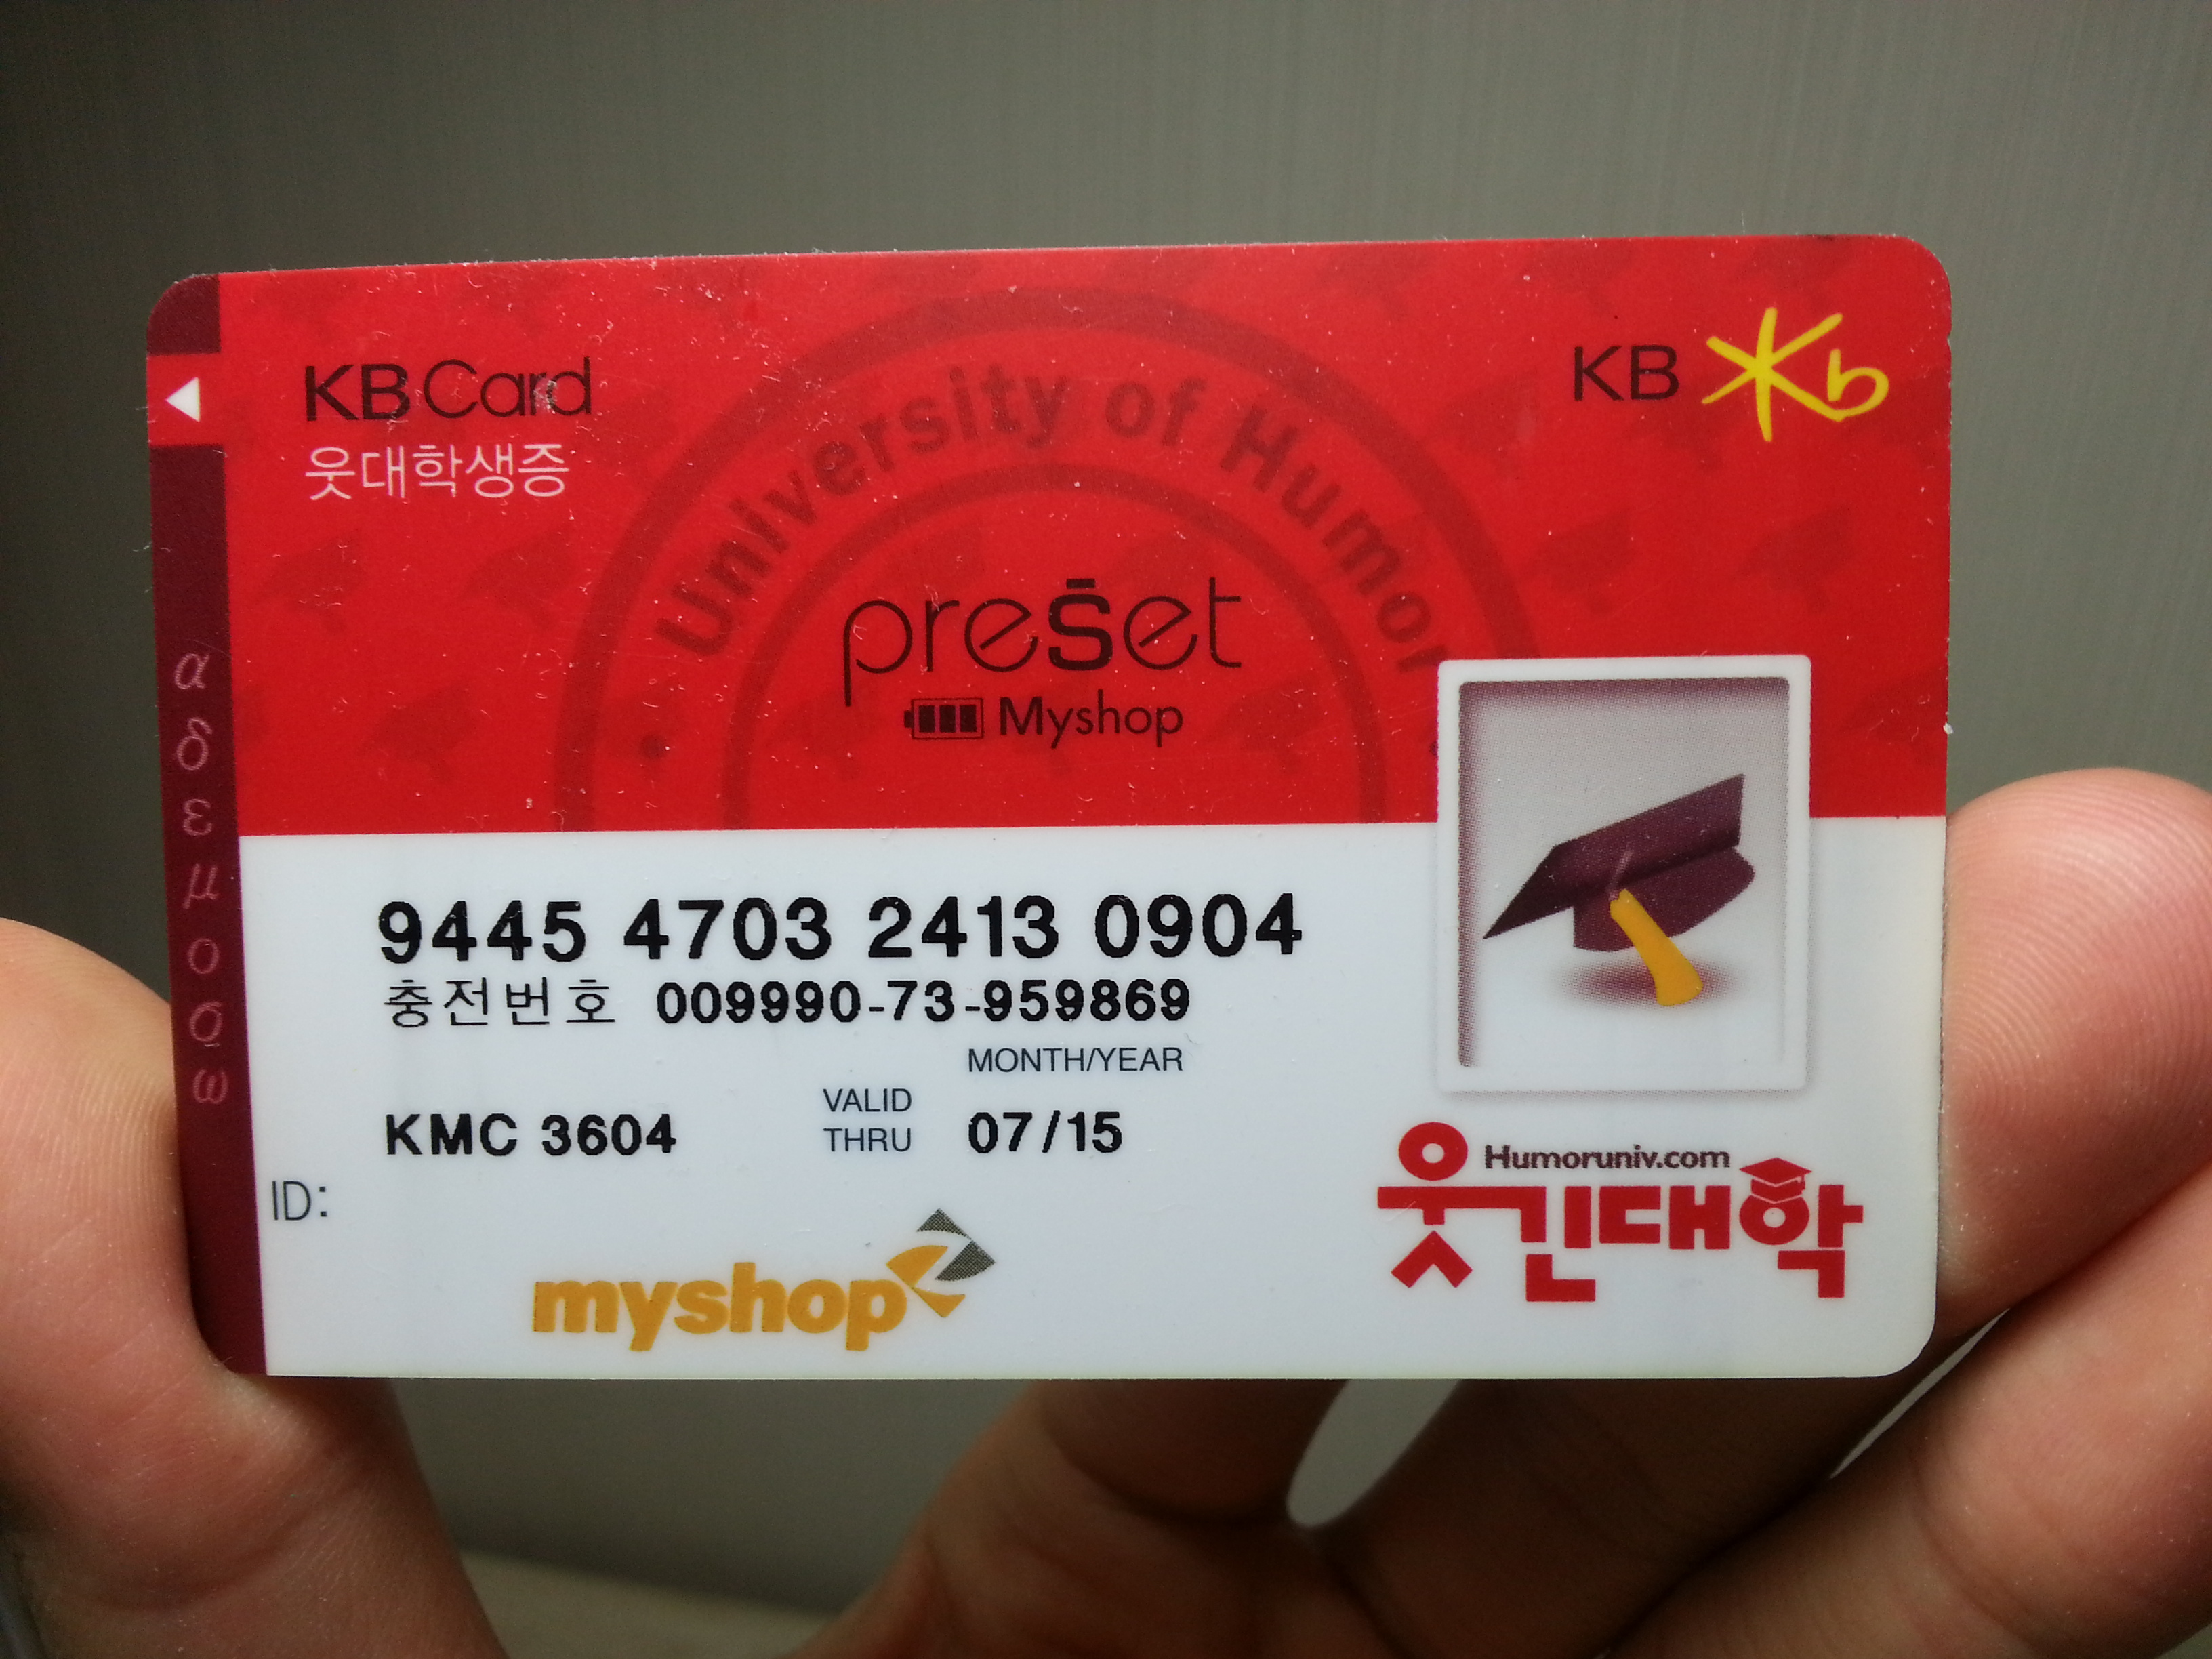 KB Card
웃대학생증
KB
University of Humor
preset
Myshop
α
δ
ε
μ
ο
σ
ω
9445 4703 2413 0904
충전번호 009990-73-959869
MONTH/YEAR
KMC 3604 VALID THRU 07/15
ID:
myshop
Humoruniv.com
웃긴대학